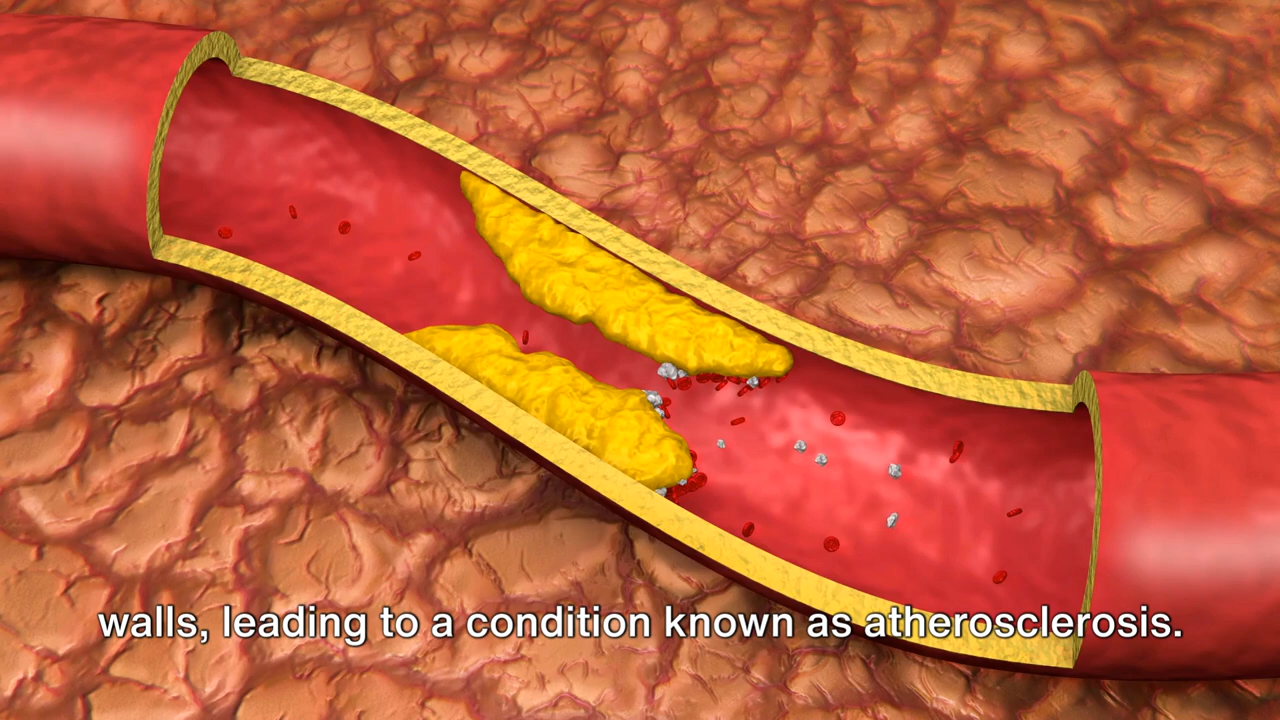 walls, leading to a condition known as atherosclerosis.